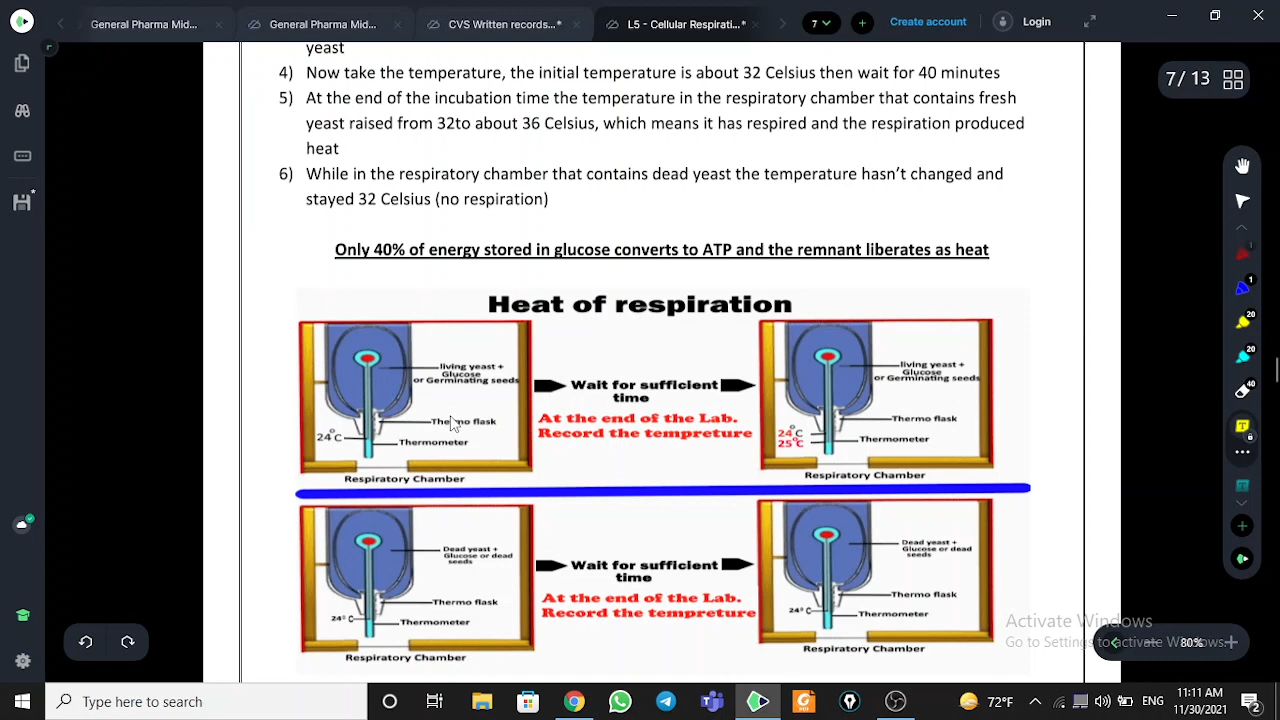 General Pharma Mid
General Pharma Mid...
CVS Written records...*
L5 - Cellular Respirati...*
7
Create account
Login
yeast
7 / 13
4) Now take the temperature, the initial temperature is about 32 Celsius then wait for 40 minutes
5) At the end of the incubation time the temperature in the respiratory chamber that contains fresh
yeast raised from 32to about 36 Celsius, which means it has respired and the respiration produced
heat
6) While in the respiratory chamber that contains dead yeast the temperature hasn't changed and
stayed 32 Celsius (no respiration)
Only 40% of energy stored in glucose converts to ATP and the remnant liberates as heat
Heat of respiration
living yeast +
Glucose
or Germinating seeds
Thermo flask
24°C
Thermometer
Respiratory Chamber
Wait for sufficient
time
At the end of the Lab.
Record the tempreture
living yeast +
Glucose
or Germinating seeds
Thermo flask
24°C
25°C
Thermometer
Respiratory Chamber
Dead yeast +
Glucose or dead
seeds
Thermo flask
24°C
Thermometer
Respiratory Chamber
Wait for sufficient
time
At the end of the Lab.
Record the tempreture
Dead yeast +
Glucose or dead
seeds
Thermo flask
24°C
Thermometer
Respiratory Chamber
1
1
20
20
40
8
Activate Windows
Go to Settings to activate Windows.
80%
Type here to search
72°F
ENG
11:11 AM
11/30/2021
2